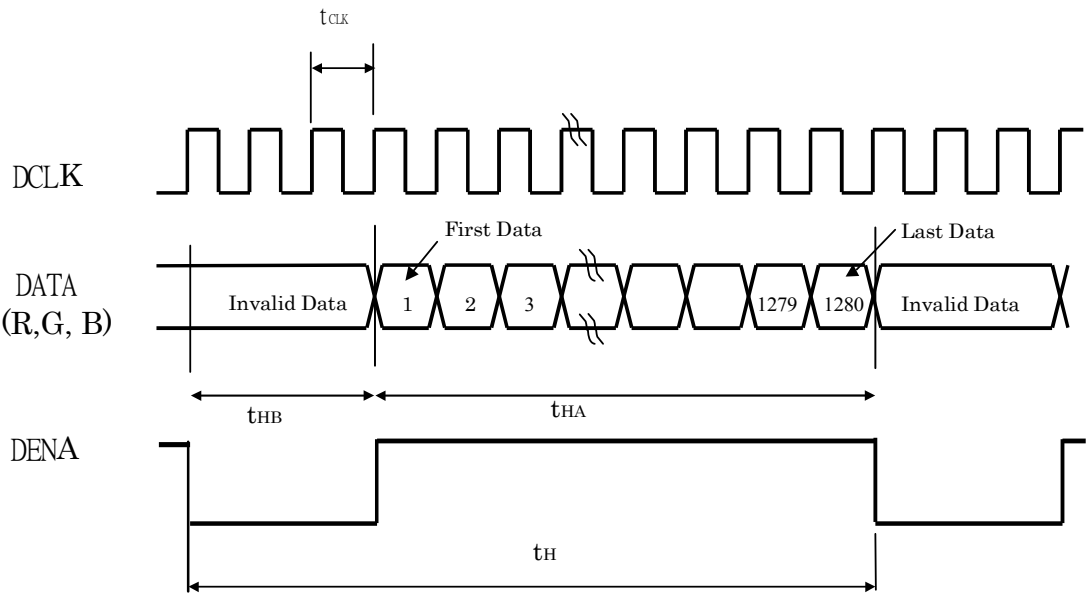 tCLK
DCLK
First Data
Last Data
DATA
(R,G, B)
Invalid Data
1
2
3
1279
1280
Invalid Data
tHB
tHA
DENA
tH